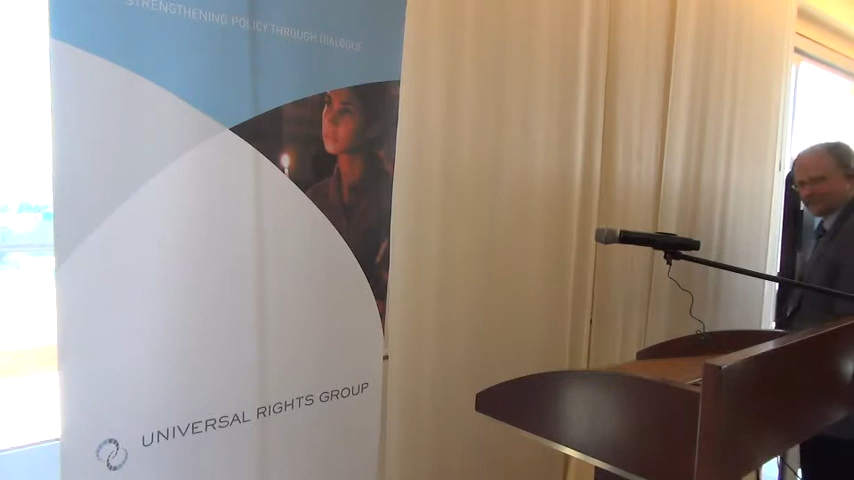 STRENGTHENING POLICY THROUGH DIALOGUE
UNIVERSAL RIGHTS GROUP